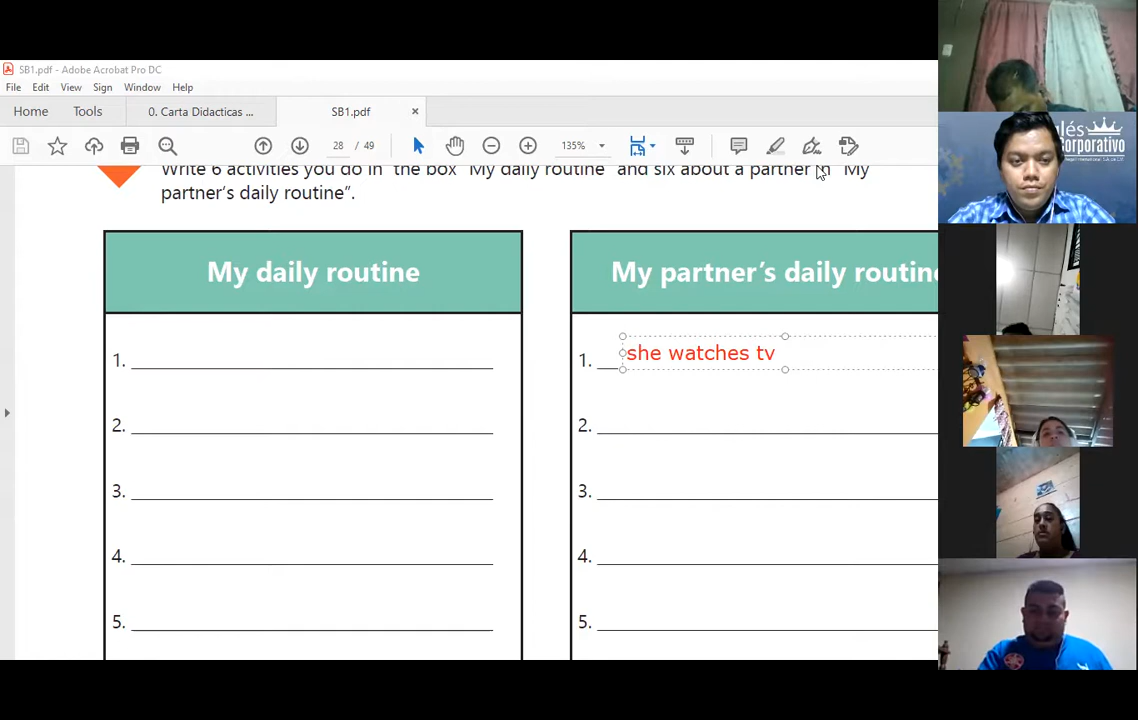 SB1.pdf - Adobe Acrobat Pro DC
File Edit View Sign Window Help
Home Tools 0. Carta Didacticas ... SB1.pdf ×
28 / 49 135%
Write 6 activities you do in the box "My daily routine" and six about a partner in "My
partner's daily routine".
My daily routine
My partner's daily routine
1. she watches tv
1.
2.
2.
3.
3.
4.
4.
5.
5.
glés
orporativo